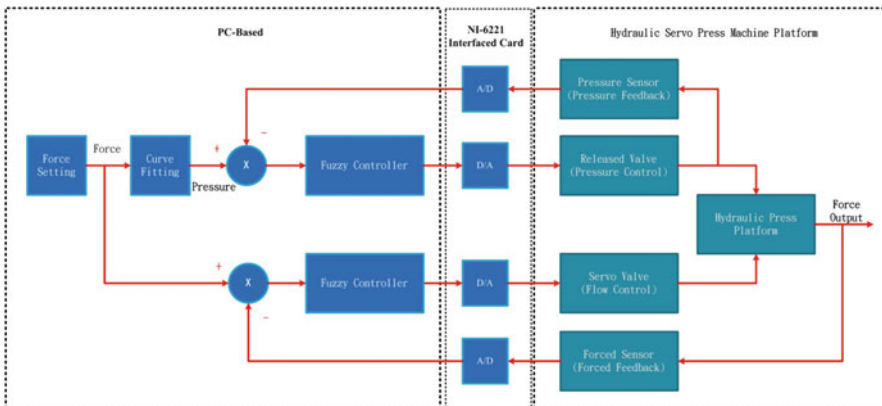 PC-Based
NI-6221
Interfaced Card
Hydraulic Servo Press Machine Platform
A/D
Pressure Sensor
(Pressure Feedback)
−
Force
Setting
Force
Curve
Fitting
+
Pressure
X
Fuzzy Controller
D/A
Released Valve
(Pressure Control)
Hydraulic Press
Platform
Force
Output
+
X
Fuzzy Controller
D/A
Servo Valve
(Flow Control)
−
A/D
Forced Sensor
(Forced Feedback)